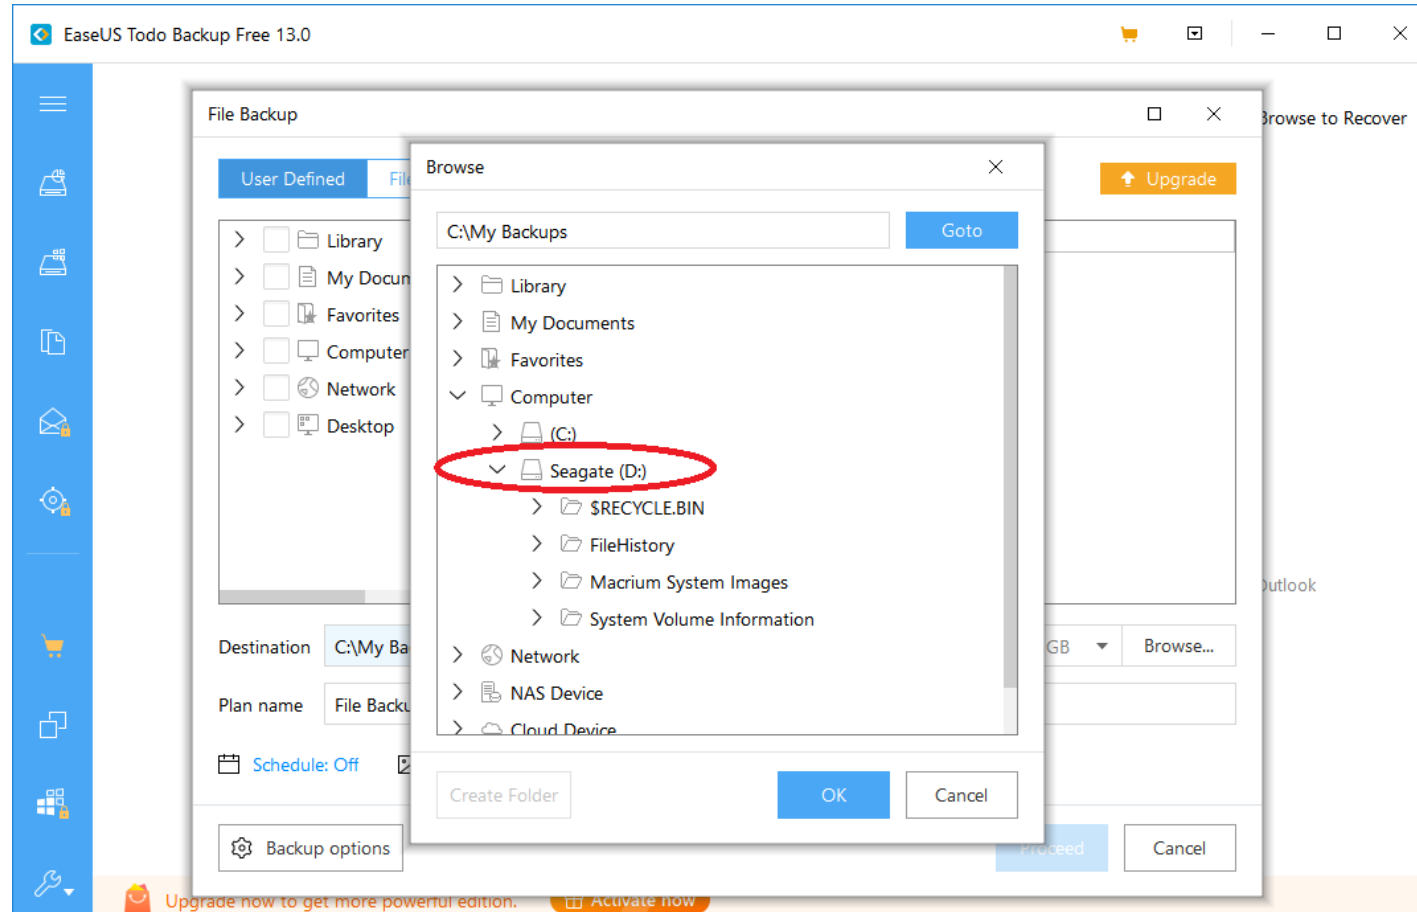 EaseUS Todo Backup Free 13.0
Browse to Recover
File Backup
User Defined
File
Upgrade
Library
My Docum
Favorites
Computer
Network
Desktop
Browse
C:\My Backups
Goto
Library
My Documents
Favorites
Computer
(C:)
Seagate (D:)
$RECYCLE.BIN
FileHistory
Macrium System Images
System Volume Information
Network
NAS Device
Cloud Device
Create Folder
OK
Cancel
Outlook
Destination
C:\My Ba
GB
Browse...
Plan name
File Backu
Schedule: Off
Backup options
Proceed
Cancel
Upgrade now to get more powerful edition.
Activate now